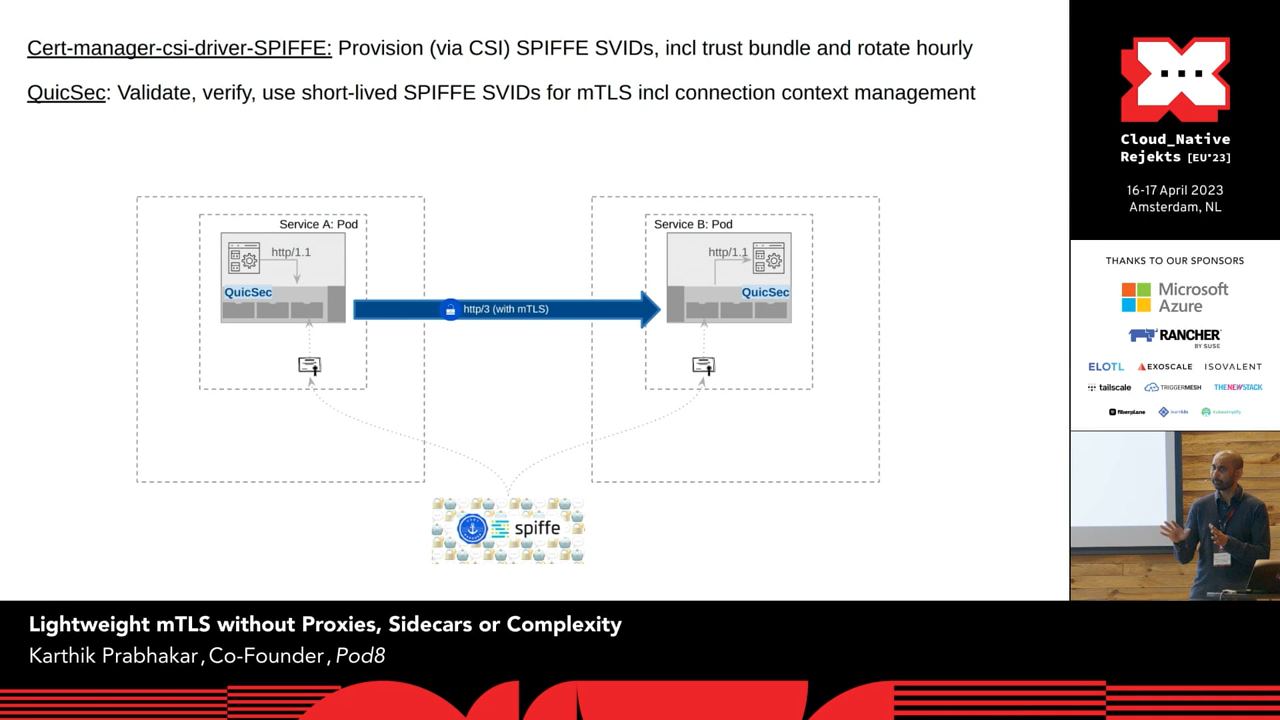 Cert-manager-csi-driver-SPIFFE: Provision (via CSI) SPIFFE SVIDs, incl trust bundle and rotate hourly
QuicSec: Validate, verify, use short-lived SPIFFE SVIDs for mTLS incl connection context management
Service A: Pod
http/1.1
QuicSec
http/3 (with mTLS)
Service B: Pod
http/1.1
QuicSec
spiffe
Cloud_Native
Rejekts [EU*23]
16-17 April 2023
Amsterdam, NL
THANKS TO OUR SPONSORS
Microsoft
Azure
RANCHER
BY SUSE
ELOTL EXOSCALE ISOVALENT
tailscale TRIGGERMESH THENEWSTACK
fiberplane
Lightweight mTLS without Proxies, Sidecars or Complexity
Karthik Prabhakar, Co-Founder, Pod8